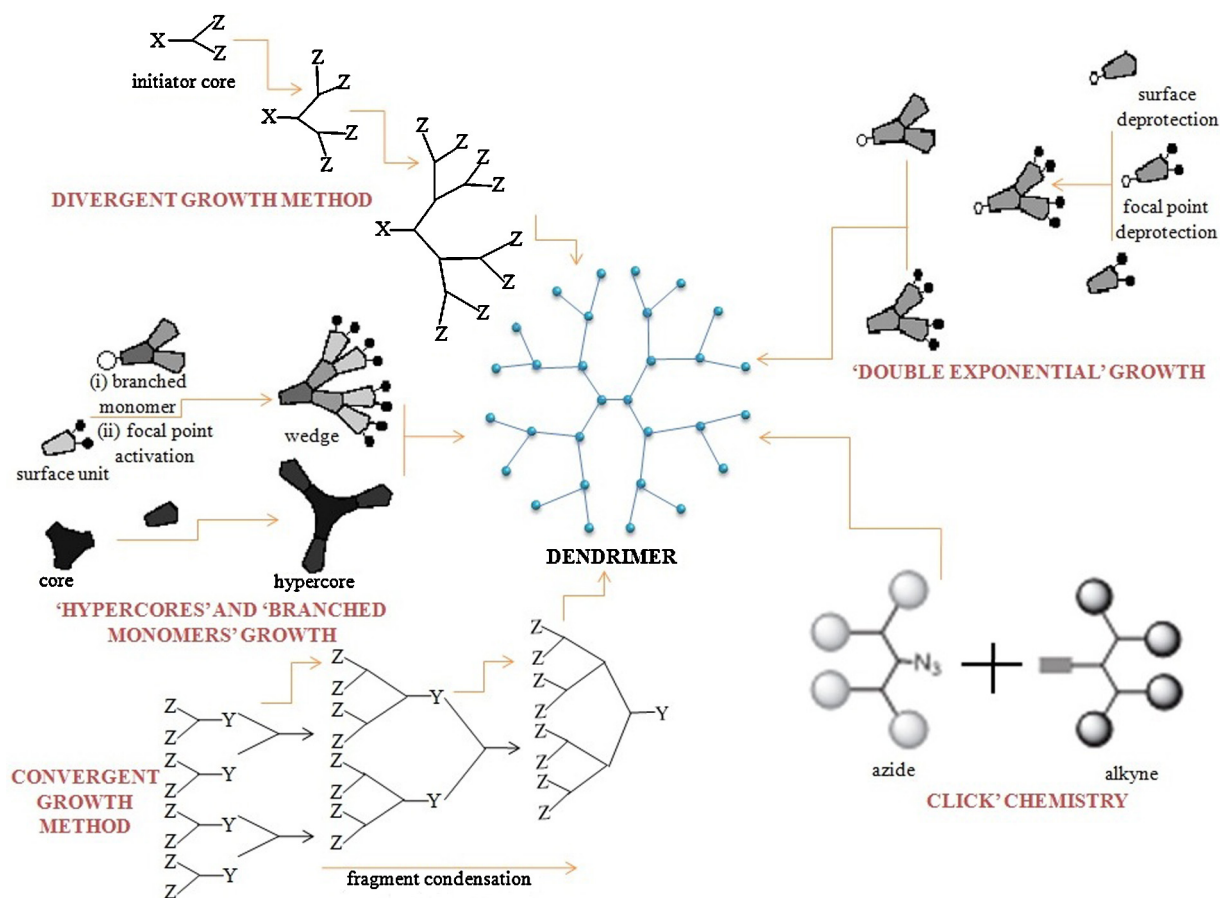 Z
X
Z
initiator core
Z
Z
X
Z
Z
DIVERGENT GROWTH METHOD
Z
Z
Z
Z
X
Z
Z
Z
Z
surface
deprotection
focal point
deprotection
'DOUBLE EXPONENTIAL' GROWTH
(i) branched
monomer
(ii) focal point
activation
surface unit
wedge
core
hypercore
'HYPERCORES' AND 'BRANCHED
MONOMERS' GROWTH
DENDRIMER
N3
azide
alkyne
CLICK' CHEMISTRY
CONVERGENT
GROWTH
METHOD
Z
Y
Z
Z
Y
Z
Z
Y
Z
Z
Y
Z
Z
Z
Y
Z
Z
Z
Z
Y
Z
Z
Z
Z
Z
Z
Y
Z
Z
Z
Z
fragment condensation